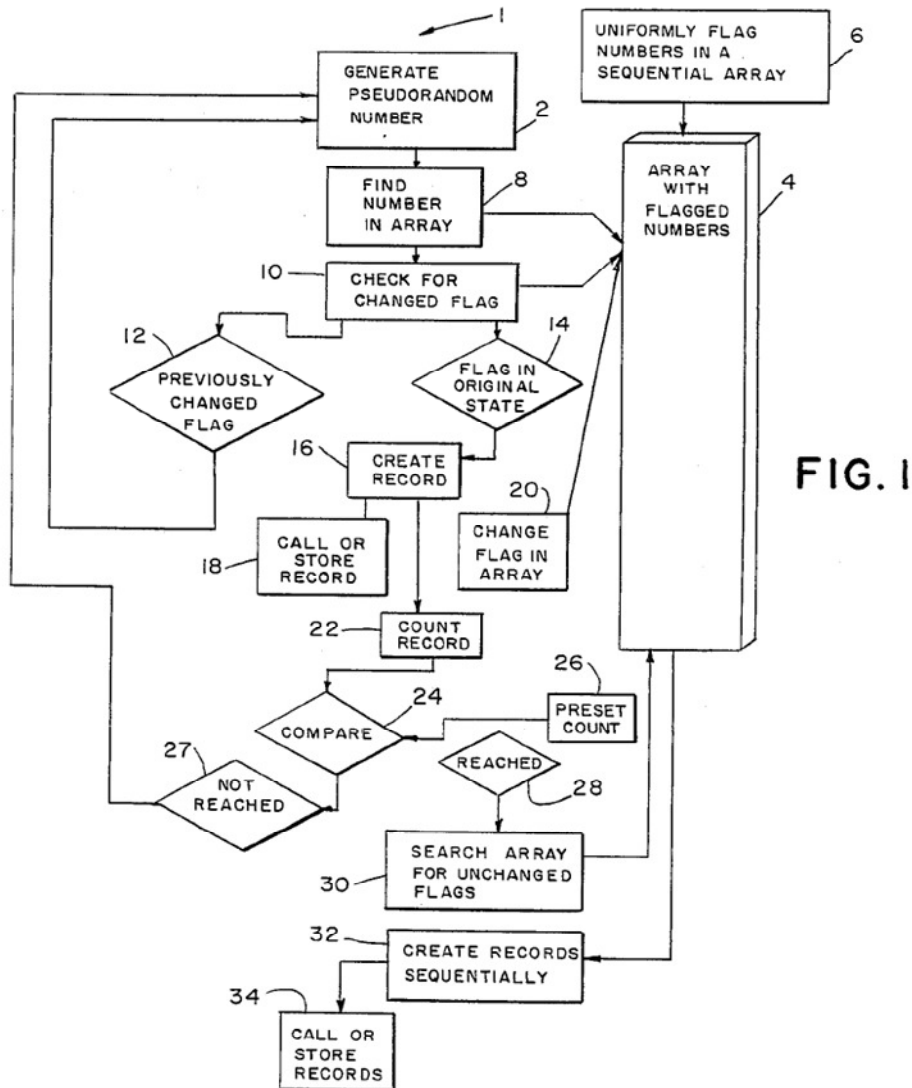 1
UNIFORMLY FLAG
NUMBERS IN A
SEQUENTIAL ARRAY
6
GENERATE
PSEUDORANDOM
NUMBER
2
ARRAY
WITH
FLAGGED
NUMBERS
4
FIND
NUMBER
IN ARRAY
8
10
CHECK FOR
CHANGED FLAG
12
PREVIOUSLY
CHANGED
FLAG
14
FLAG IN
ORIGINAL
STATE
16
CREATE
RECORD
18
CALL OR
STORE
RECORD
20
CHANGE
FLAG IN
ARRAY
FIG. 1
22
COUNT
RECORD
24
COMPARE
26
PRESET
COUNT
27
NOT
REACHED
REACHED
28
30
SEARCH ARRAY
FOR UNCHANGED
FLAGS
32
CREATE RECORDS
SEQUENTIALLY
34
CALL OR
STORE
RECORDS